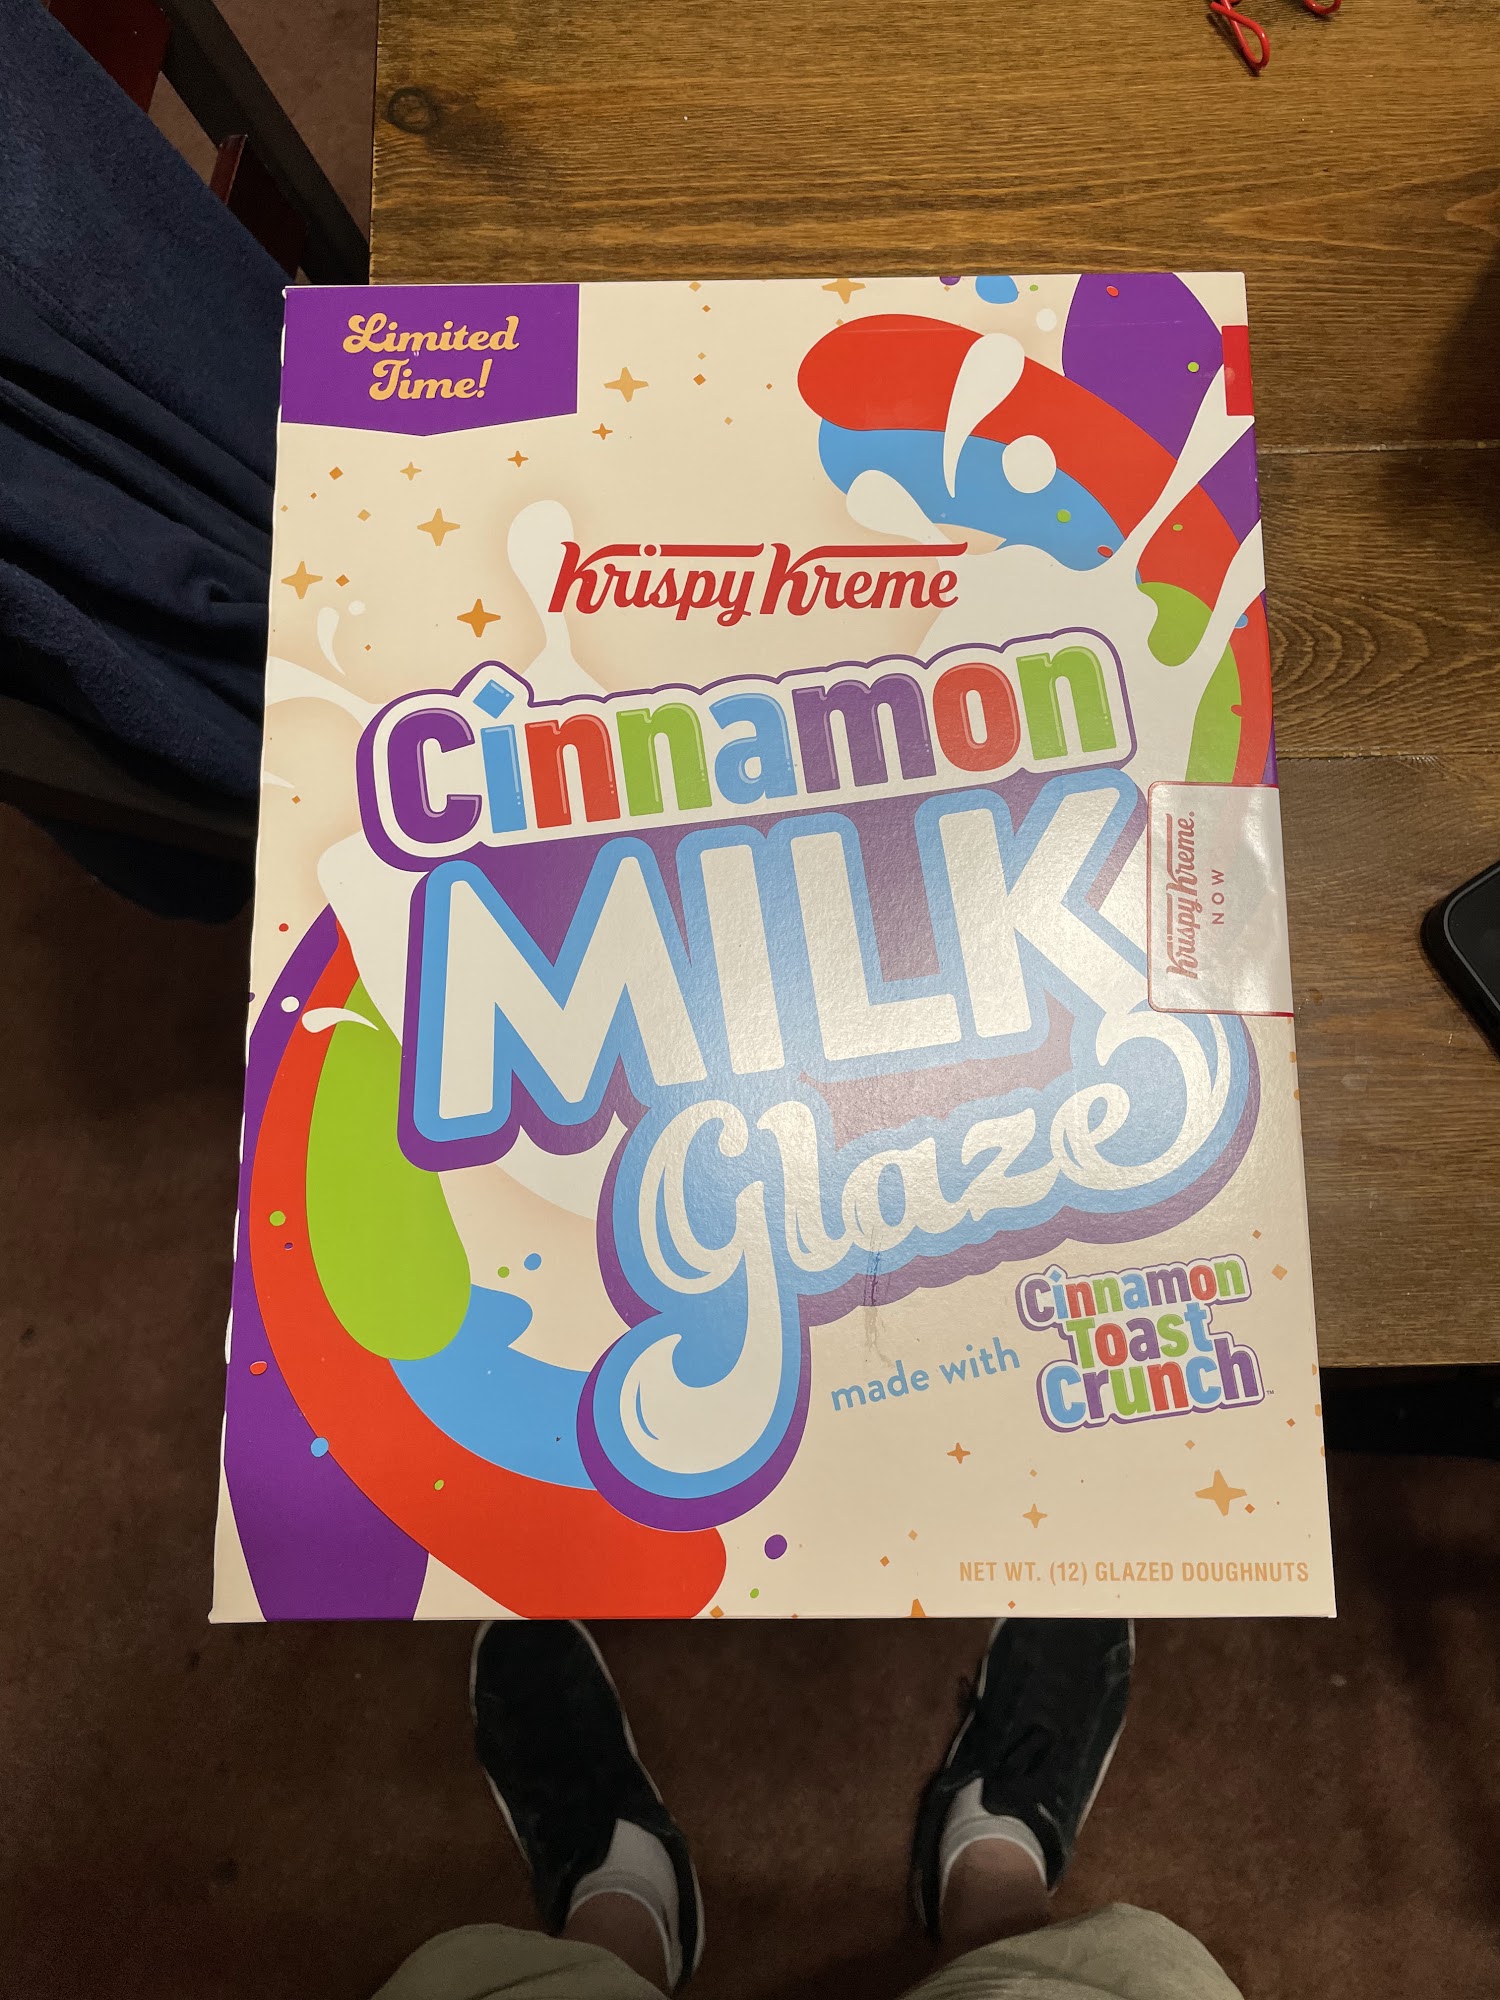 Limited
Time!
Krispy Kreme
Cinnamon
MILK
glaze
Krispy Kreme.
NOW
made with
Cinnamon
Toast
Crunch™
NET WT. (12) GLAZED DOUGHNUTS